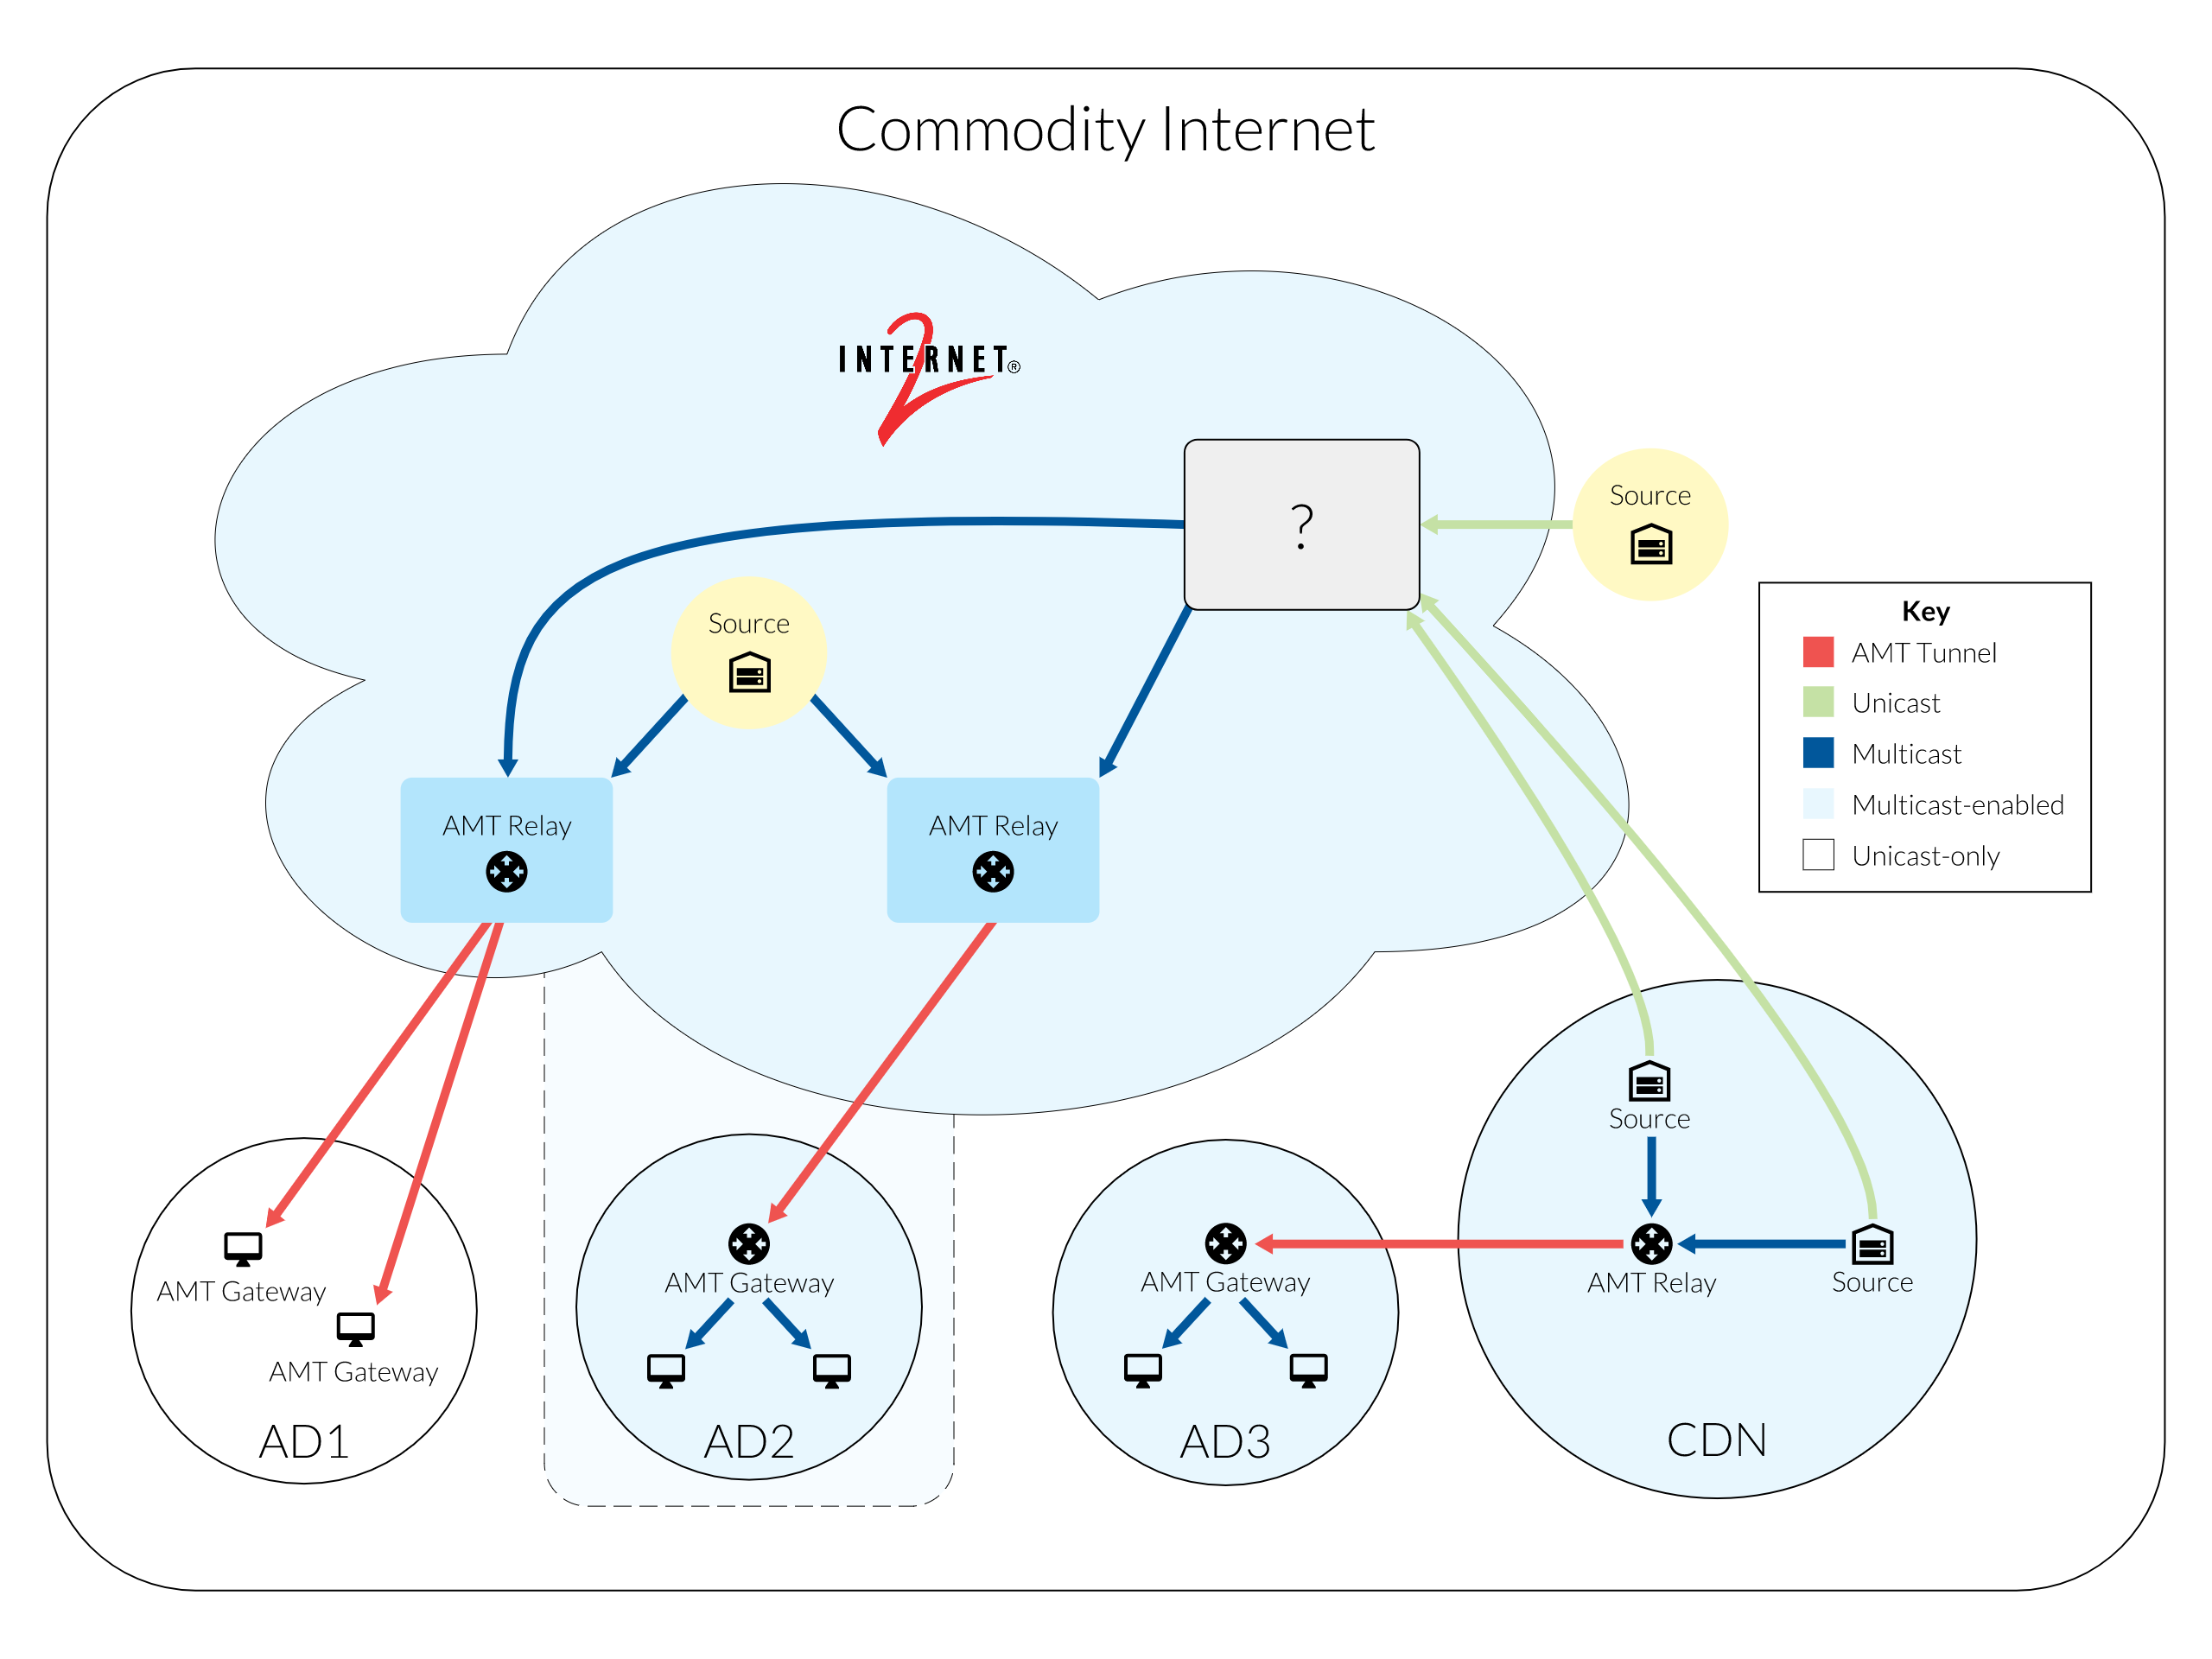 Commodity Internet
INTERNET®
2
?
Source
Source
Key
AMT Tunnel
Unicast
Multicast
Multicast-enabled
Unicast-only
AMT Relay
AMT Relay
Source
AMT Gateway
AMT Gateway
AD1
AMT Gateway
AD2
AMT Gateway
AD3
AMT Relay
Source
CDN